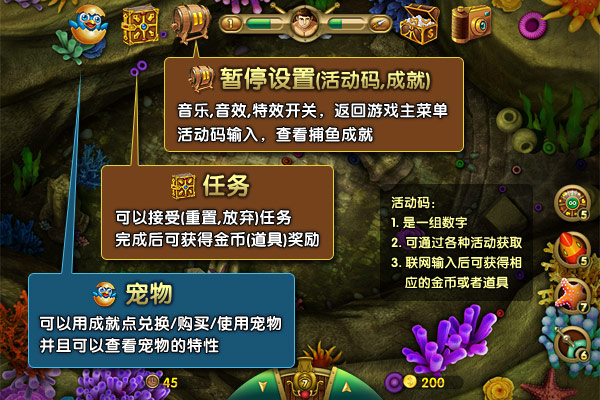 1
暂停设置(活动码,成就)
音乐,音效,特效开关，返回游戏主菜单
活动码输入，查看捕鱼成就
任务
可以接受(重置,放弃)任务
完成后可获得金币(道具)奖励
活动码：
1. 是一组数字
2. 可通过各种活动获取
3. 联网输入后可获得相
应的金币或者道具
5
5
7
6
宠物
可以用成就点兑换/购买/使用宠物
并且可以查看宠物的特性
45
7
200